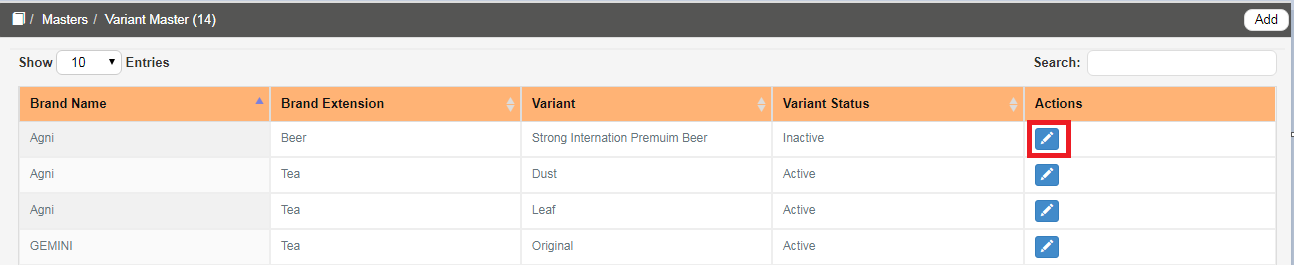 / Masters / Variant Master (14) Add
Show 10 Entries Search:
Brand Name Brand Extension Variant Variant Status Actions
Agni Beer Strong Internation Premuim Beer Inactive
Agni Tea Dust Active
Agni Tea Leaf Active
GEMINI Tea Original Active